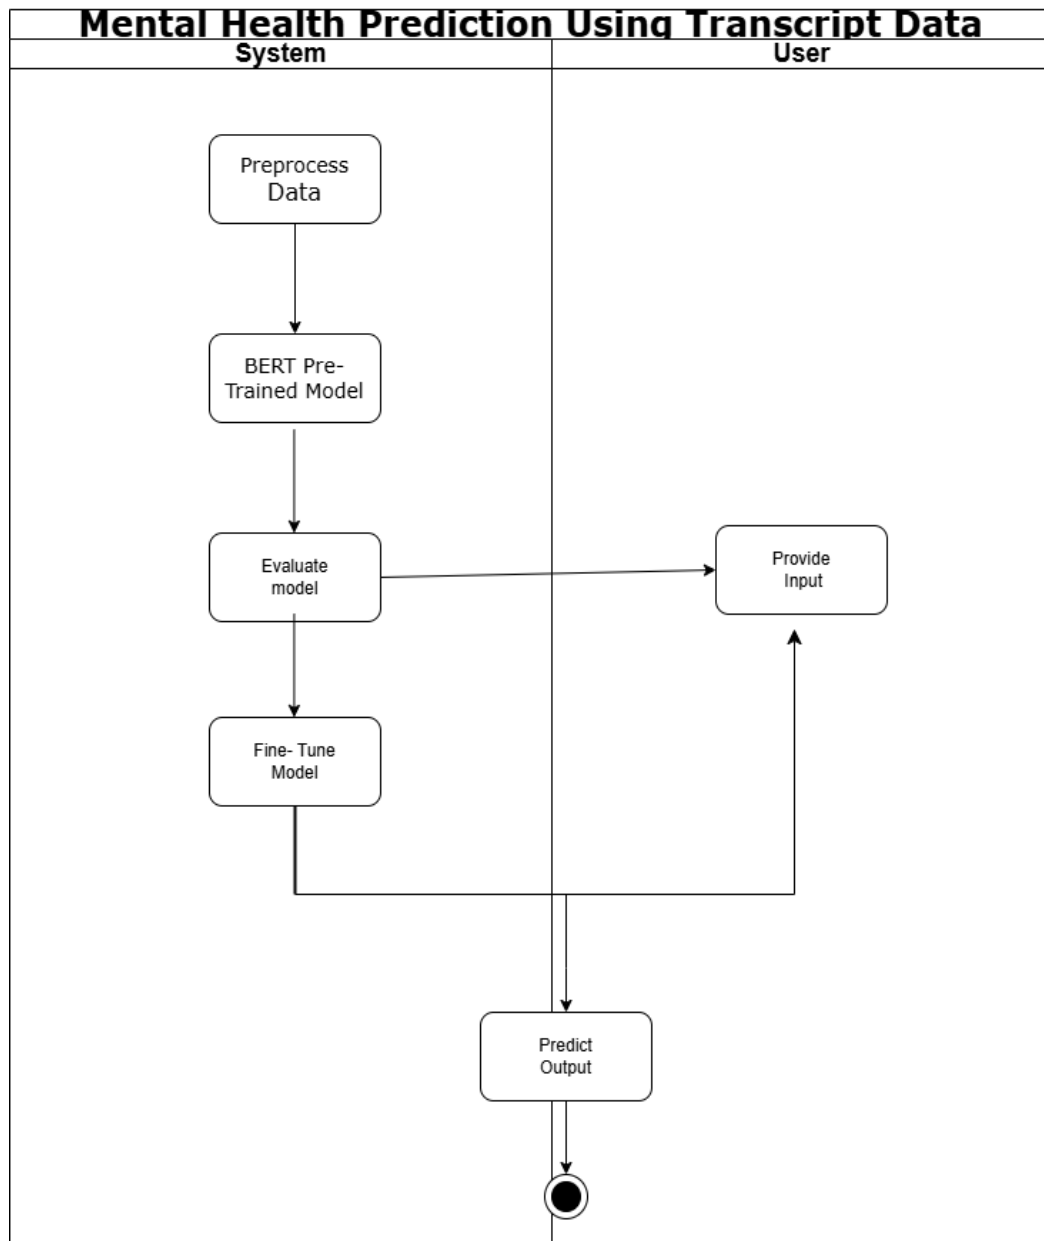 Mental Health Prediction Using Transcript Data
System
User
Preprocess
Data
BERT Pre-
Trained Model
Evaluate
model
Provide
Input
Fine- Tune
Model
Predict
Output